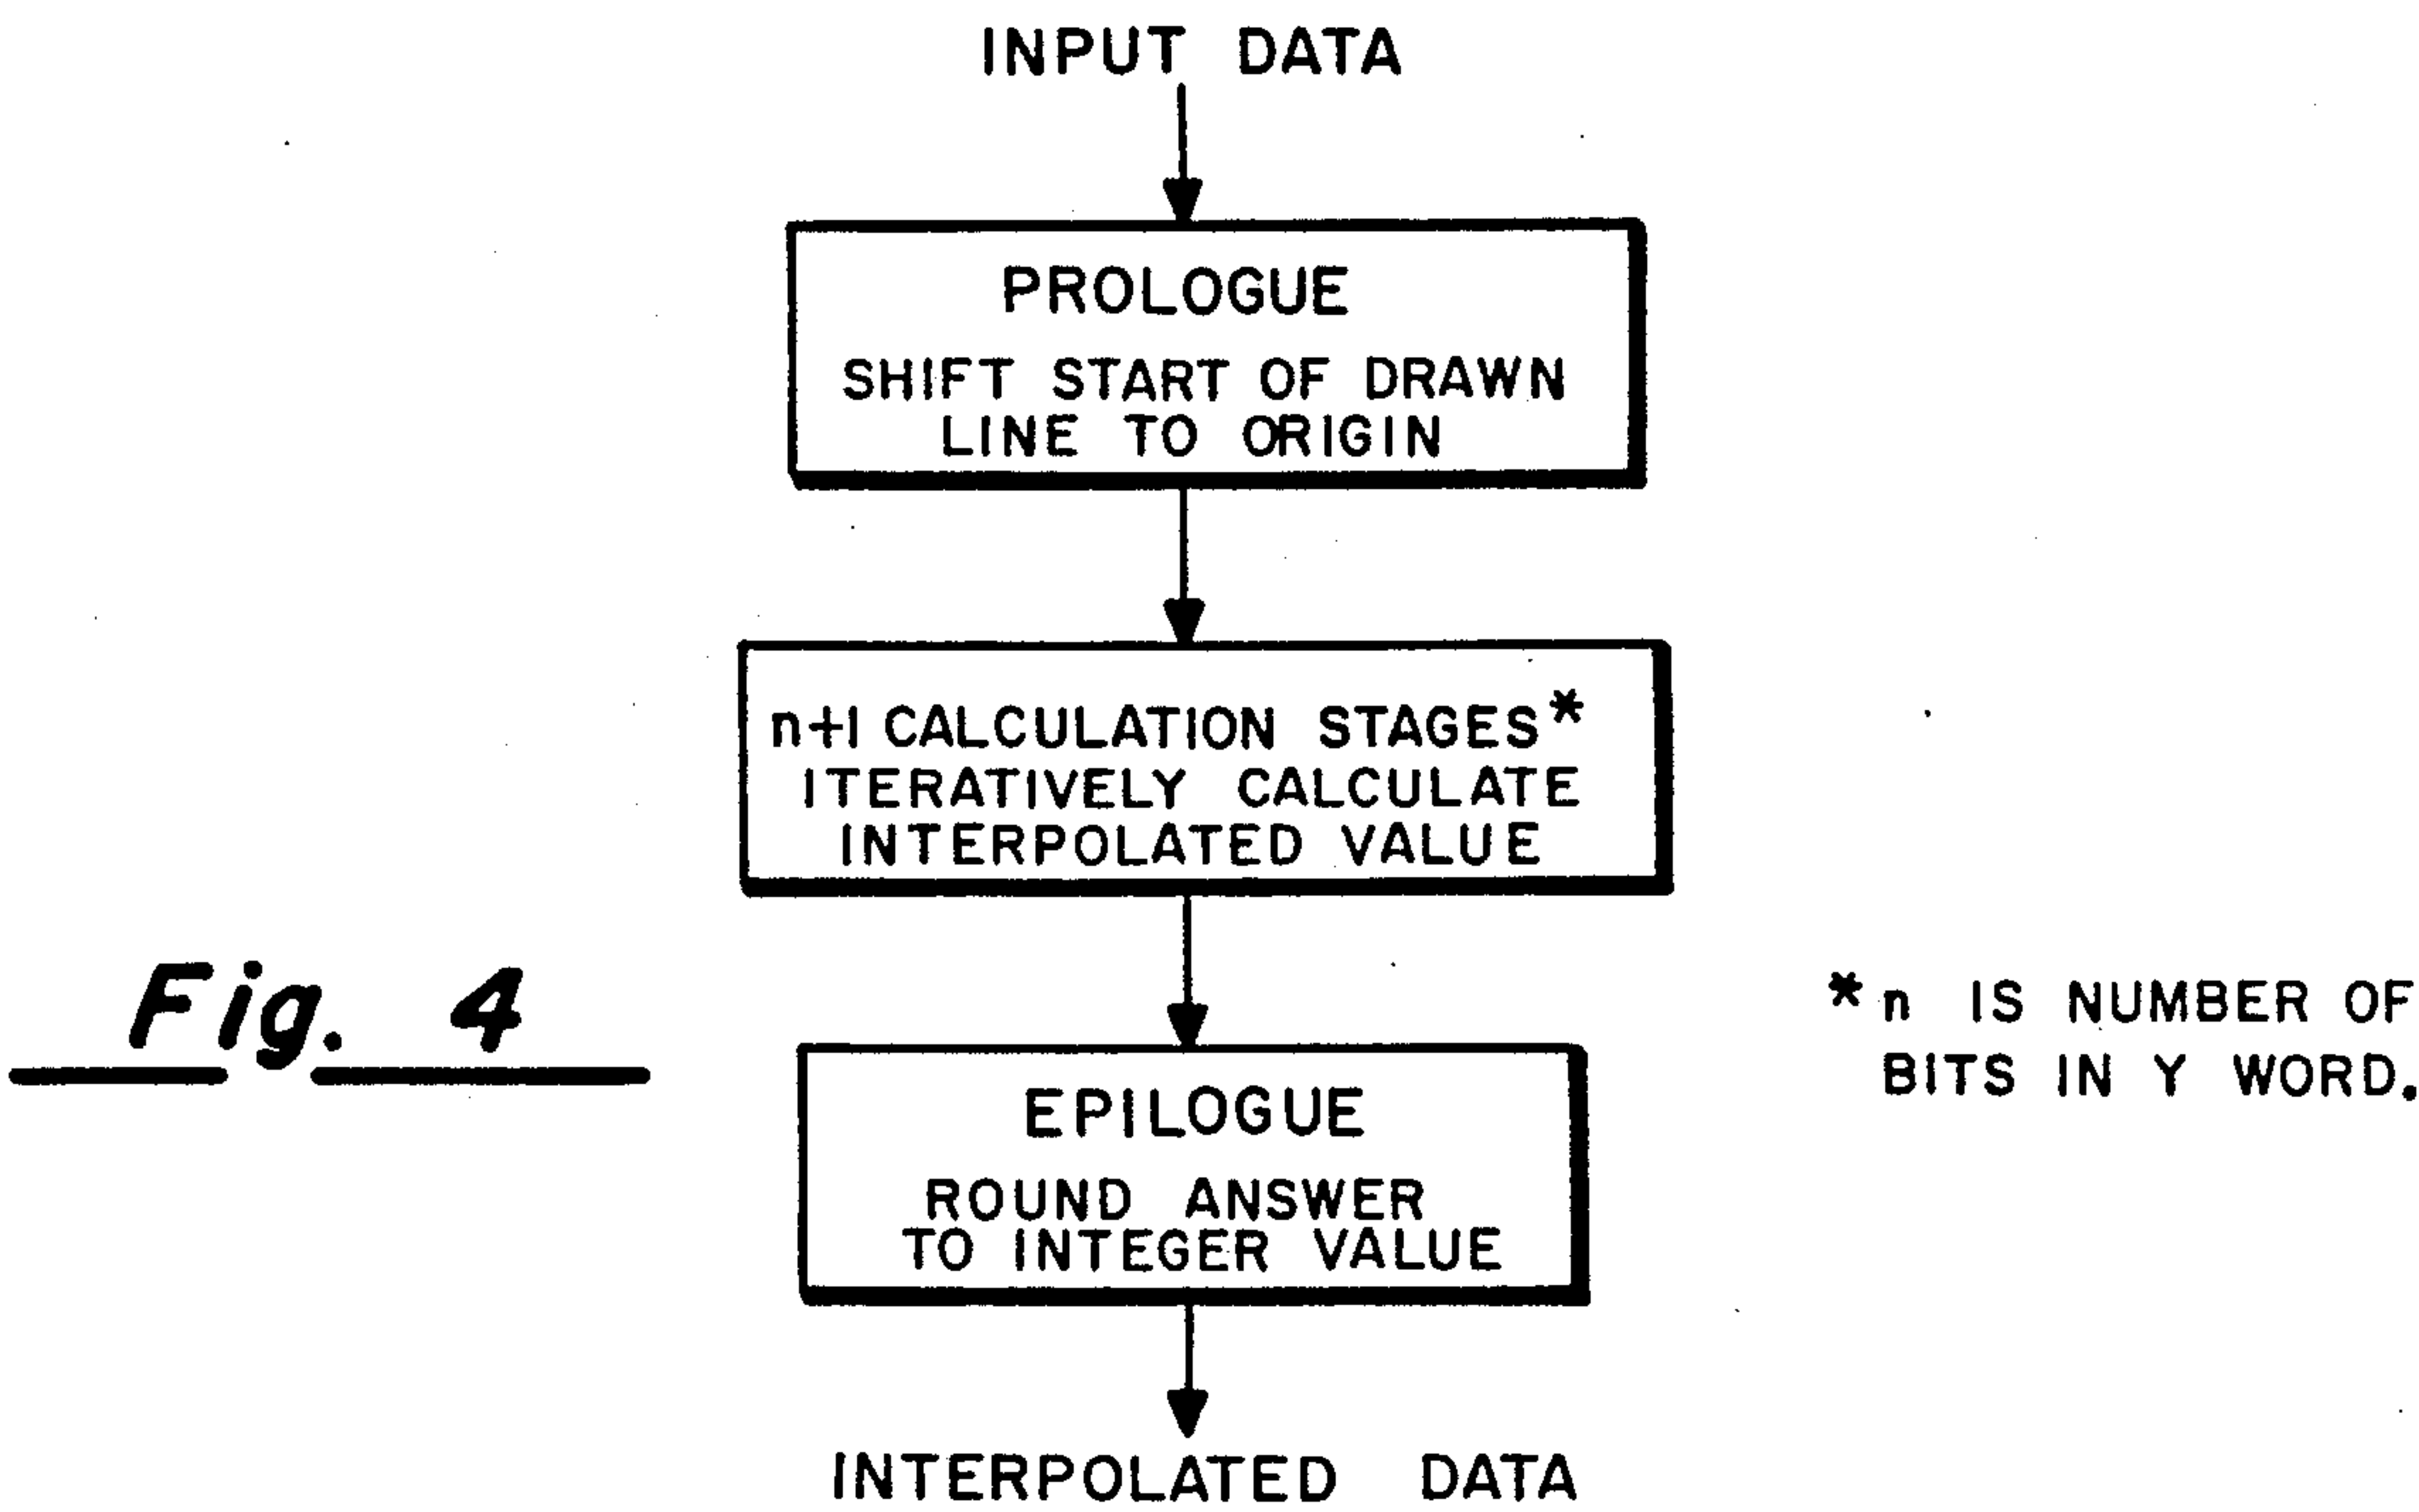 INPUT DATA
PROLOGUE
SHIFT START OF DRAWN
LINE TO ORIGIN
n+1 CALCULATION STAGES*
ITERATIVELY CALCULATE
INTERPOLATED VALUE
Fig. 4
*n IS NUMBER OF
BITS IN Y WORD.
EPILOGUE
ROUND ANSWER
TO INTEGER VALUE
INTERPOLATED DATA